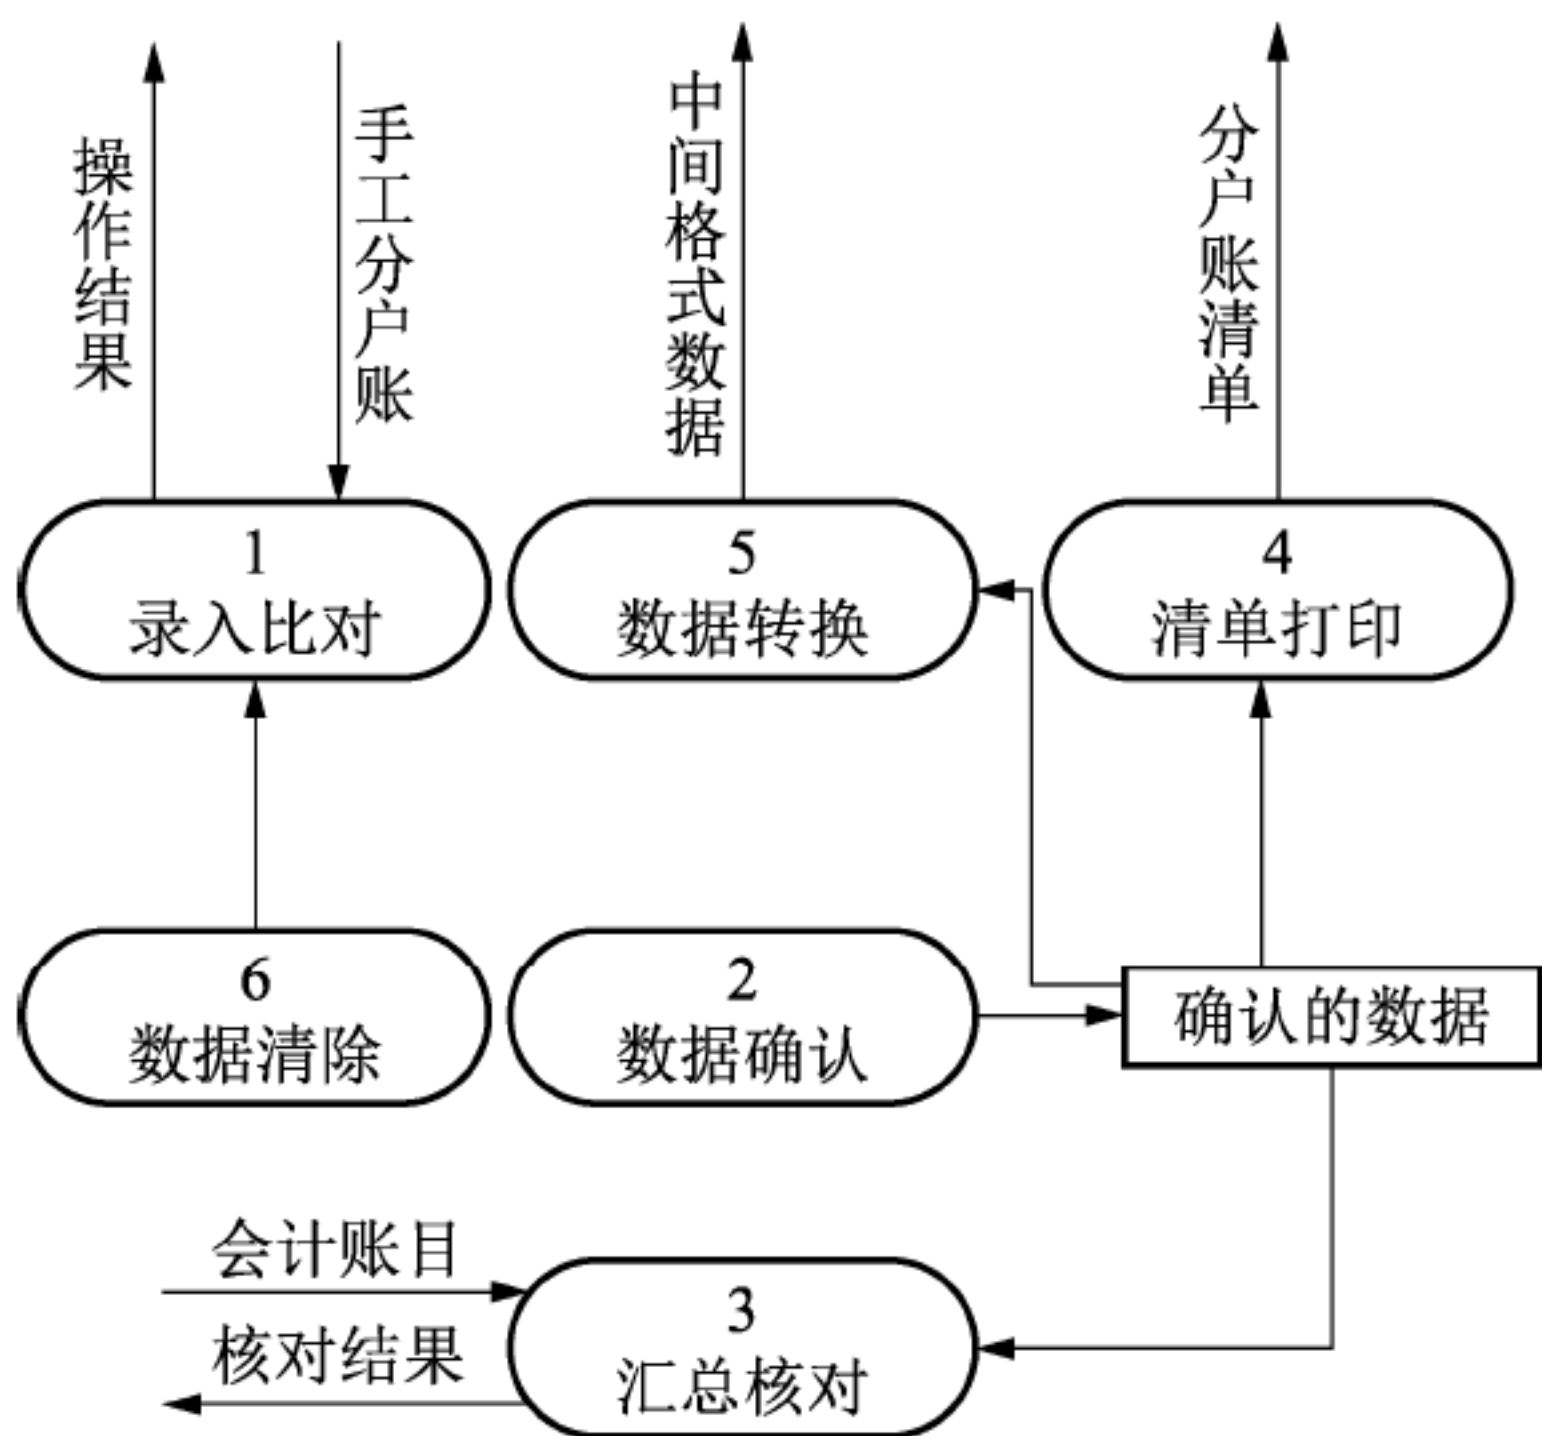 操作结果
手工分户账
中间格式数据
分户账清单
1
录入比对
5
数据转换
4
清单打印
6
数据清除
2
数据确认
确认的数据
会计账目
核对结果
3
汇总核对